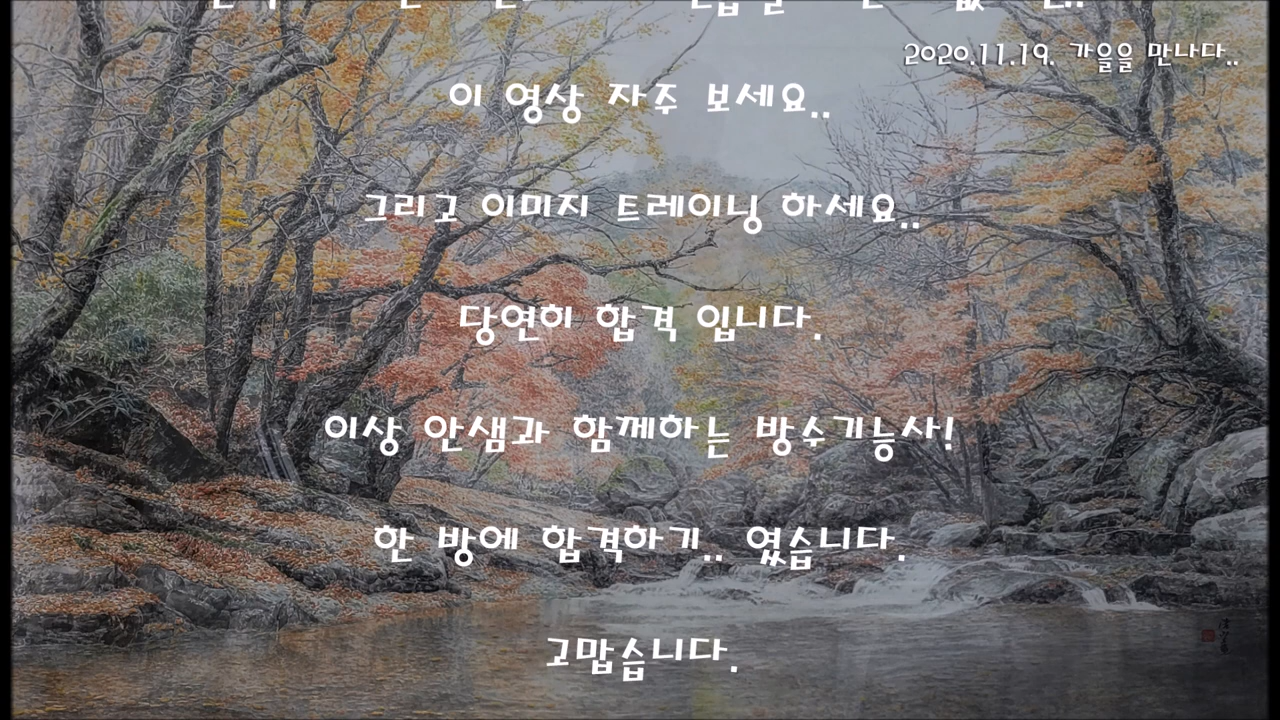 2020.11.19. 가을을 만나다..
이 영상 자주 보세요..
그리고 이미지 트레이닝 하세요..
당연히 합격 입니다.
이상 안샘과 함께하는 방수기능사!
한 방에 합격하기.. 였습니다.
고맙습니다.